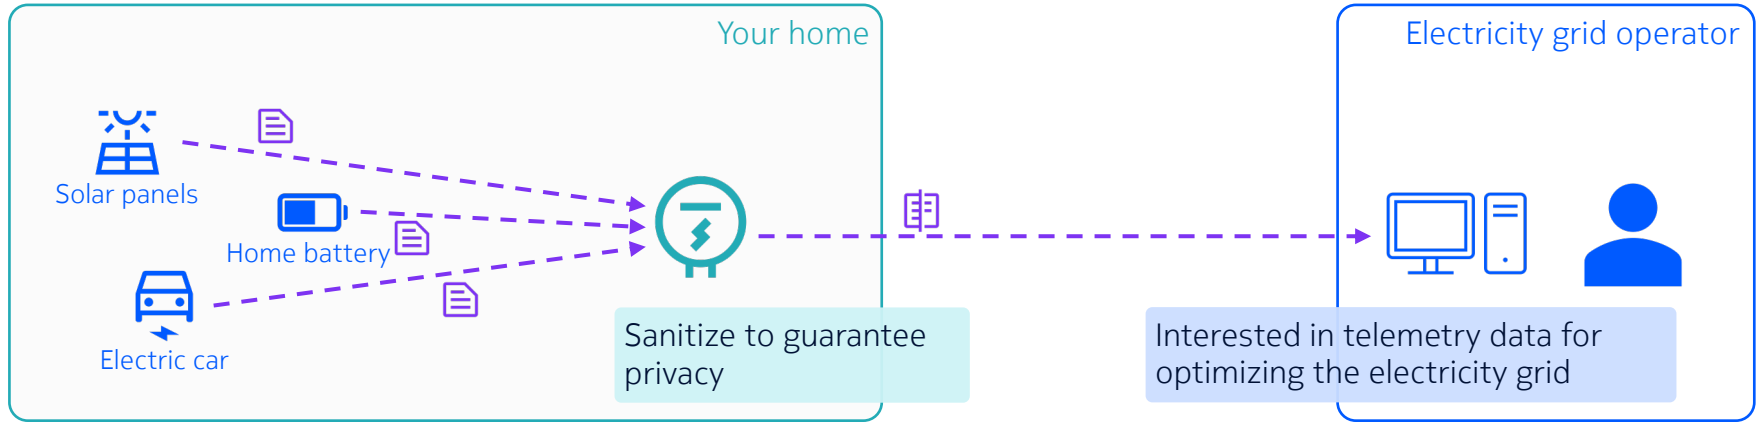 Your home
Electricity grid operator
Solar panels
Home battery
Electric car
Sanitize to guarantee
privacy
Interested in telemetry data for
optimizing the electricity grid